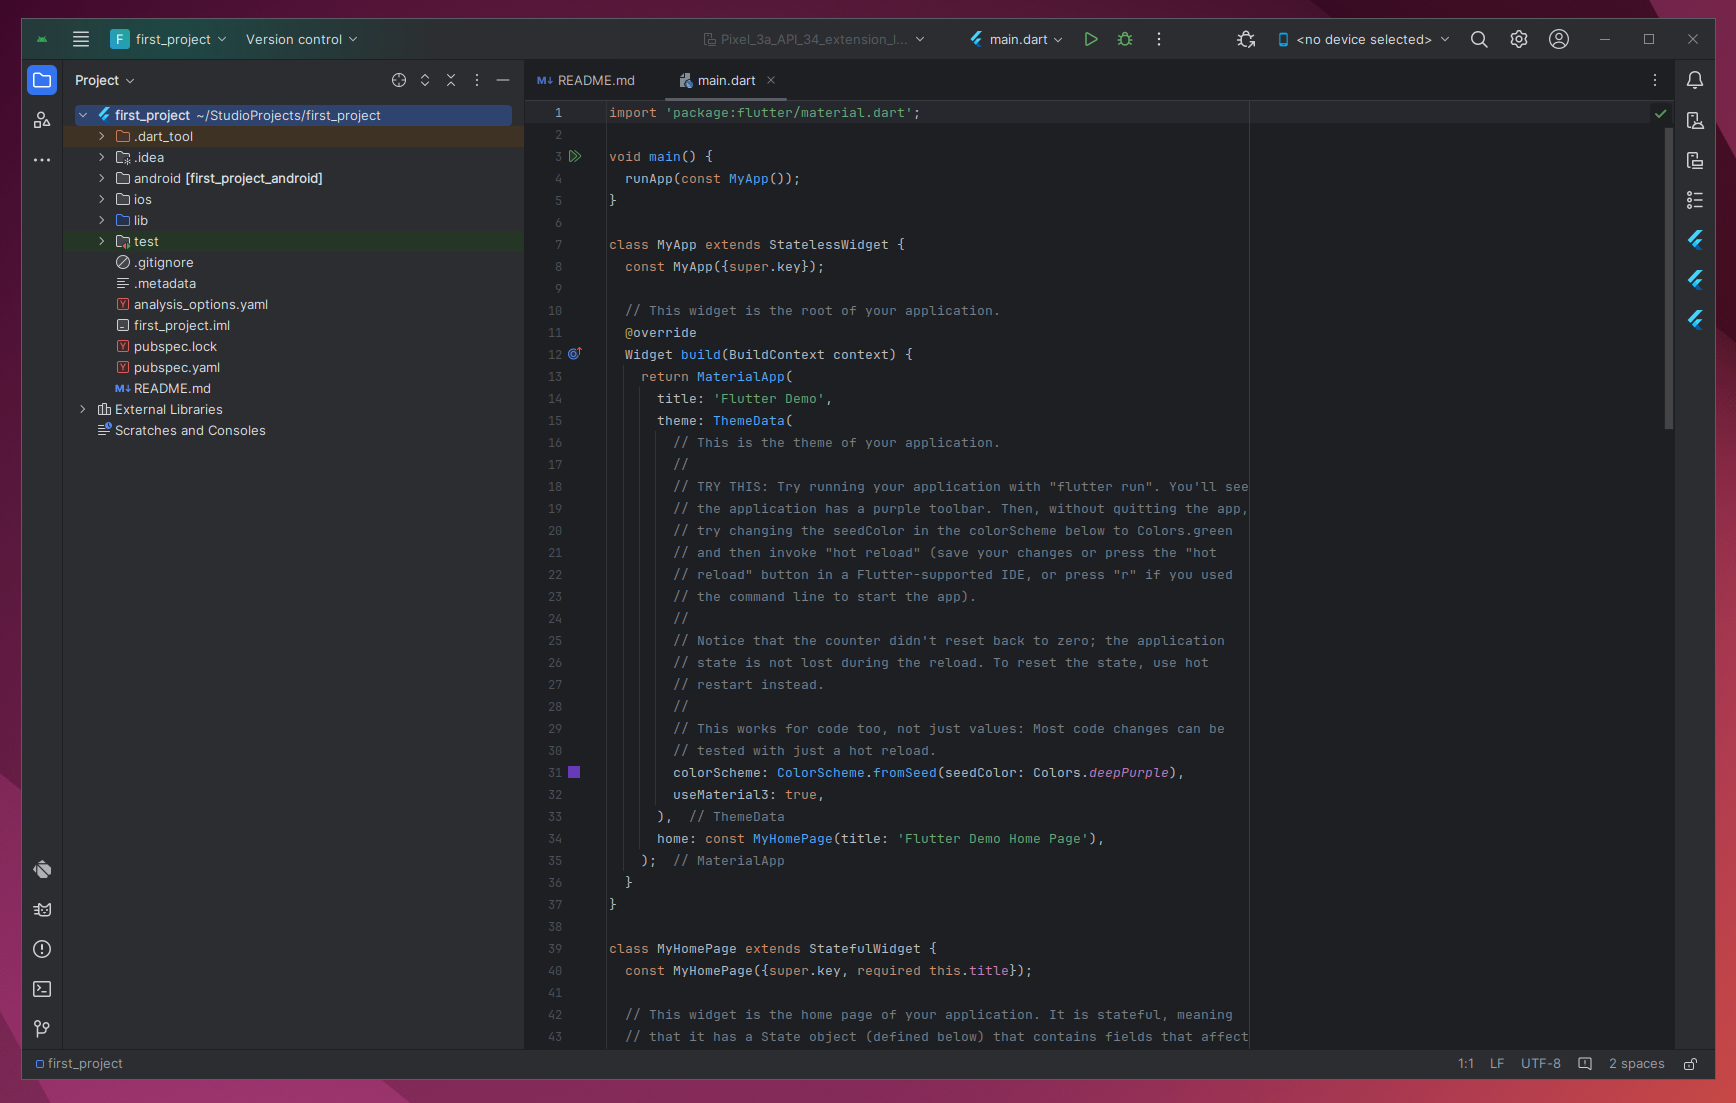 F first_project Version control Pixel_3a_API_34_extension_l... main.dart <no device selected>
Project
README.md
main.dart
first_project ~/StudioProjects/first_project
.dart_tool
.idea
android [first_project_android]
ios
lib
test
.gitignore
.metadata
analysis_options.yaml
first_project.iml
pubspec.lock
pubspec.yaml
README.md
External Libraries
Scratches and Consoles
1 import 'package:flutter/material.dart';
2
3 void main() {
4 runApp(const MyApp());
5 }
6
7 class MyApp extends StatelessWidget {
8 const MyApp({super.key});
9
10 // This widget is the root of your application.
11 @override
12 Widget build(BuildContext context) {
13 return MaterialApp(
14 title: 'Flutter Demo',
15 theme: ThemeData(
16 // This is the theme of your application.
17 //
18 // TRY THIS: Try running your application with "flutter run". You'll see
19 // the application has a purple toolbar. Then, without quitting the app,
20 // try changing the seedColor in the colorScheme below to Colors.green
21 // and then invoke "hot reload" (save your changes or press the "hot
22 // reload" button in a Flutter-supported IDE, or press "r" if you used
23 // the command line to start the app).
24 //
25 // Notice that the counter didn't reset back to zero; the application
26 // state is not lost during the reload. To reset the state, use hot
27 // restart instead.
28 //
29 // This works for code too, not just values: Most code changes can be
30 // tested with just a hot reload.
31 colorScheme: ColorScheme.fromSeed(seedColor: Colors.deepPurple),
32 useMaterial3: true,
33 ), // ThemeData
34 home: const MyHomePage(title: 'Flutter Demo Home Page'),
35 ); // MaterialApp
36 }
37 }
38
39 class MyHomePage extends StatefulWidget {
40 const MyHomePage({super.key, required this.title});
41
42 // This widget is the home page of your application. It is stateful, meaning
43 // that it has a State object (defined below) that contains fields that affect
first_project 1:1 LF UTF-8 2 spaces